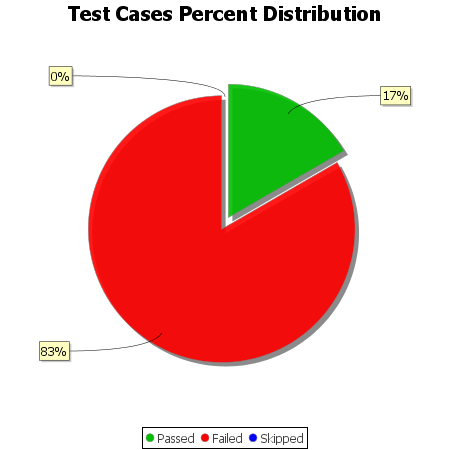 Test Cases Percent Distribution
0%
17%
83%
Passed Failed Skipped